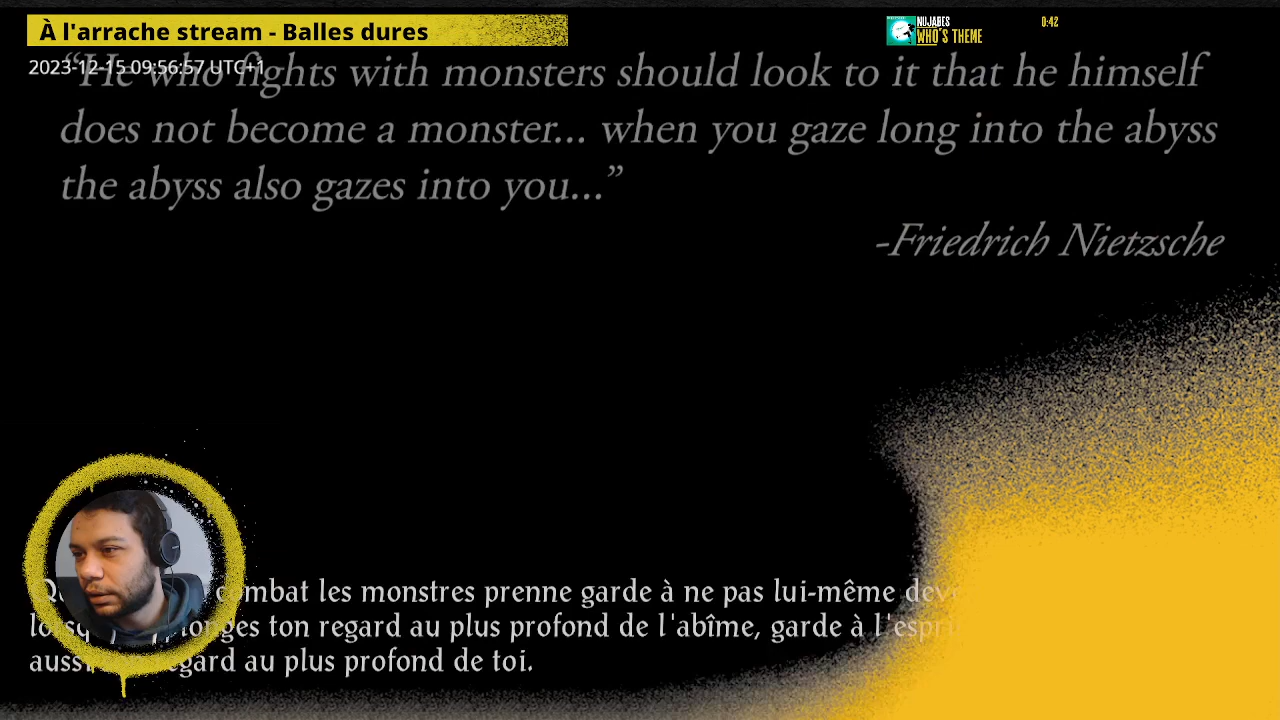 À l'arrache stream - Balles dures
NUJABES
WHO'S THEME
0:42
2023-12-15 09:56:57 UTC+1
“He who fights with monsters should look to it that he himself
does not become a monster... when you gaze long into the abyss
the abyss also gazes into you...”
-Friedrich Nietzsche
combat les monstres prenne garde à ne pas lui-même
ton regard au plus profond de l'abîme, garde à l'esprit
regard au plus profond de toi.